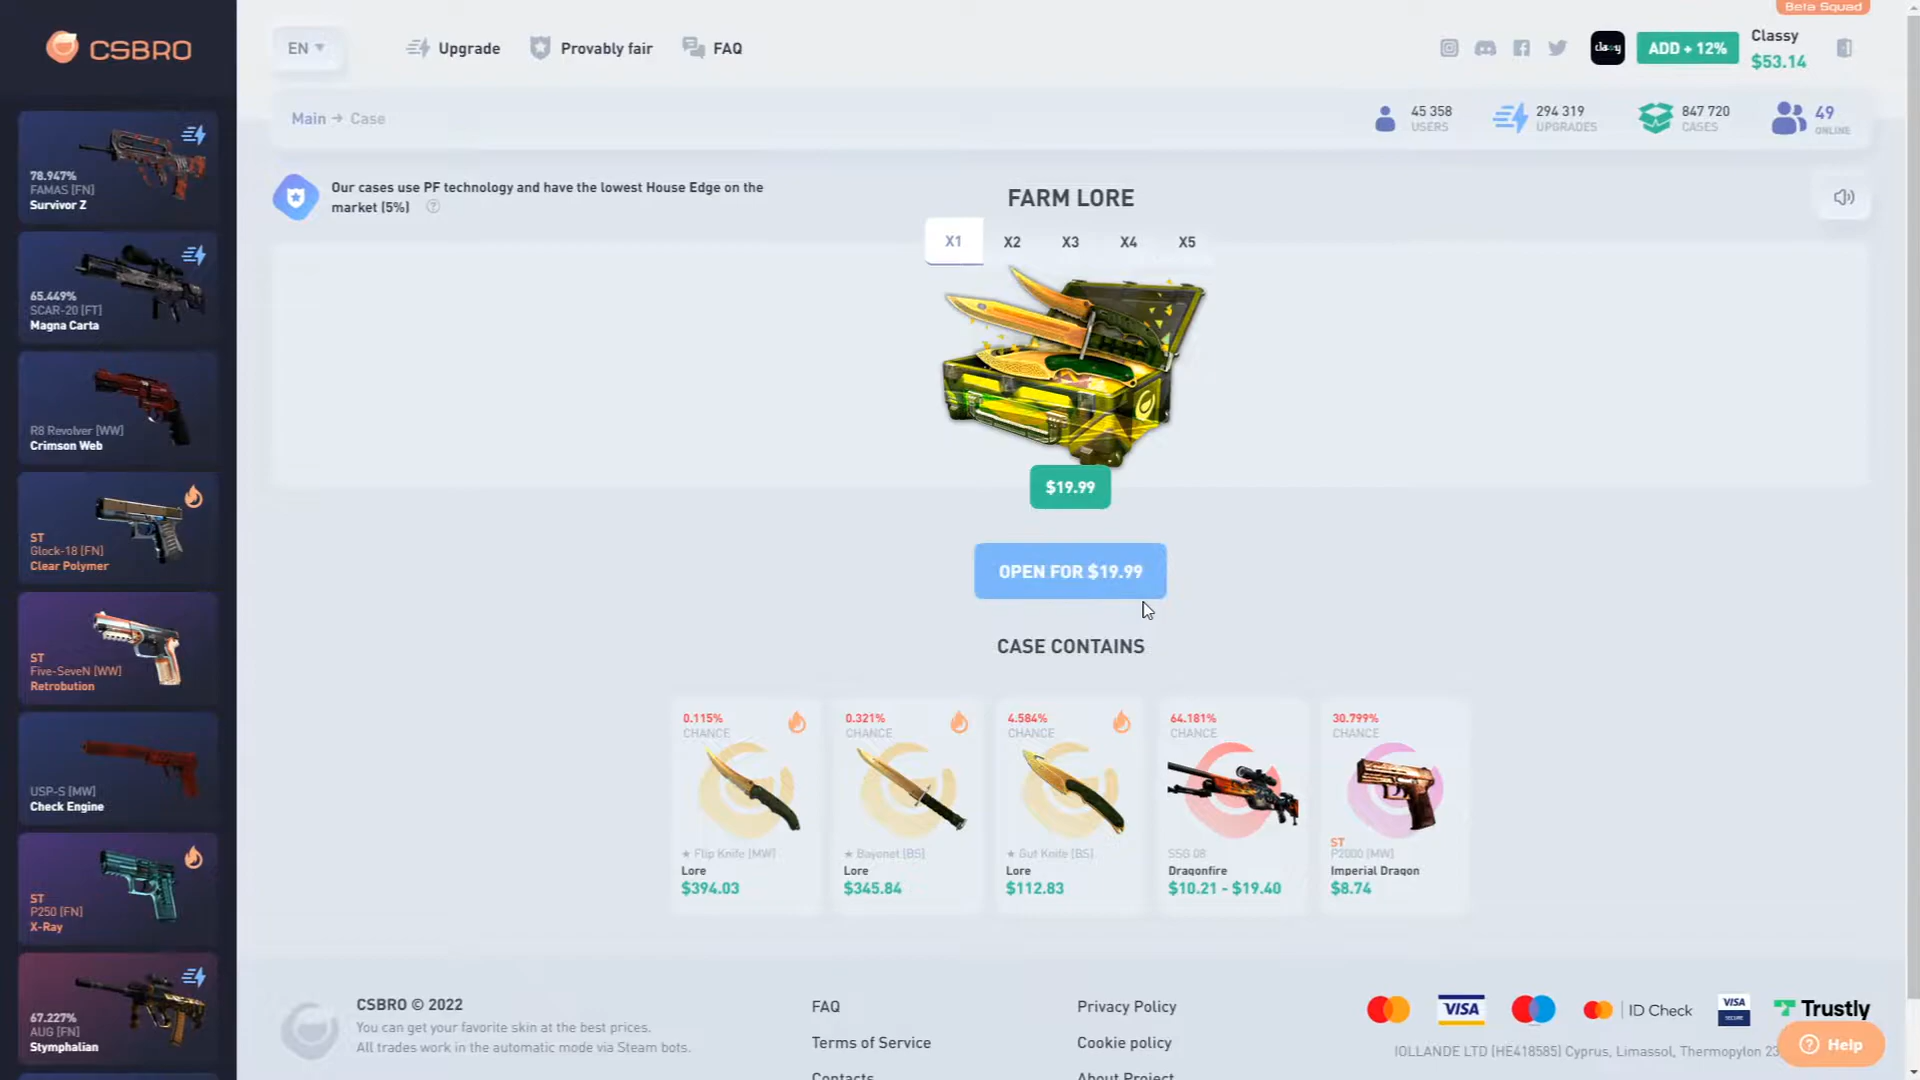 CSBRO
78.947%
FAMAS [FN]
Survivor Z
65.449%
SCAR-20 [FT]
Magna Carta
R8 Revolver [WW]
Crimson Web
ST
Glock-18 [FN]
Clear Polymer
ST
Five-SeveN [WW]
Retrobution
USP-S [MW]
Check Engine
ST
P250 [FN]
X-Ray
67.227%
AUG [FN]
Stymphalian
EN
Upgrade
Provably fair
FAQ
classy
ADD + 12%
Beta Squad
Classy
$53.14
Main → Case
45 358
USERS
294 319
UPGRADES
847 720
CASES
49
ONLINE
Our cases use PF technology and have the lowest House Edge on the
market (5%) ?
FARM LORE
X1 X2 X3 X4 X5
$19.99
OPEN FOR $19.99
CASE CONTAINS
0.115%
CHANCE
★ Flip Knife [MW]
Lore
$394.03
0.321%
CHANCE
★ Bayonet [BS]
Lore
$345.84
4.584%
CHANCE
★ Gut Knife [BS]
Lore
$112.83
64.181%
CHANCE
SSG 08
Dragonfire
$10.21 - $19.40
30.799%
CHANCE
ST
P2000 [MW]
Imperial Dragon
$8.74
CSBRO © 2022
You can get your favorite skin at the best prices.
All trades work in the automatic mode via Steam bots.
FAQ
Terms of Service
Contacts
Privacy Policy
Cookie policy
About Project
VISA
ID Check
VISA
SECURE
Trustly
IOLLANDE LTD (HE418585) Cyprus, Limassol, Thermopylon 23
? Help